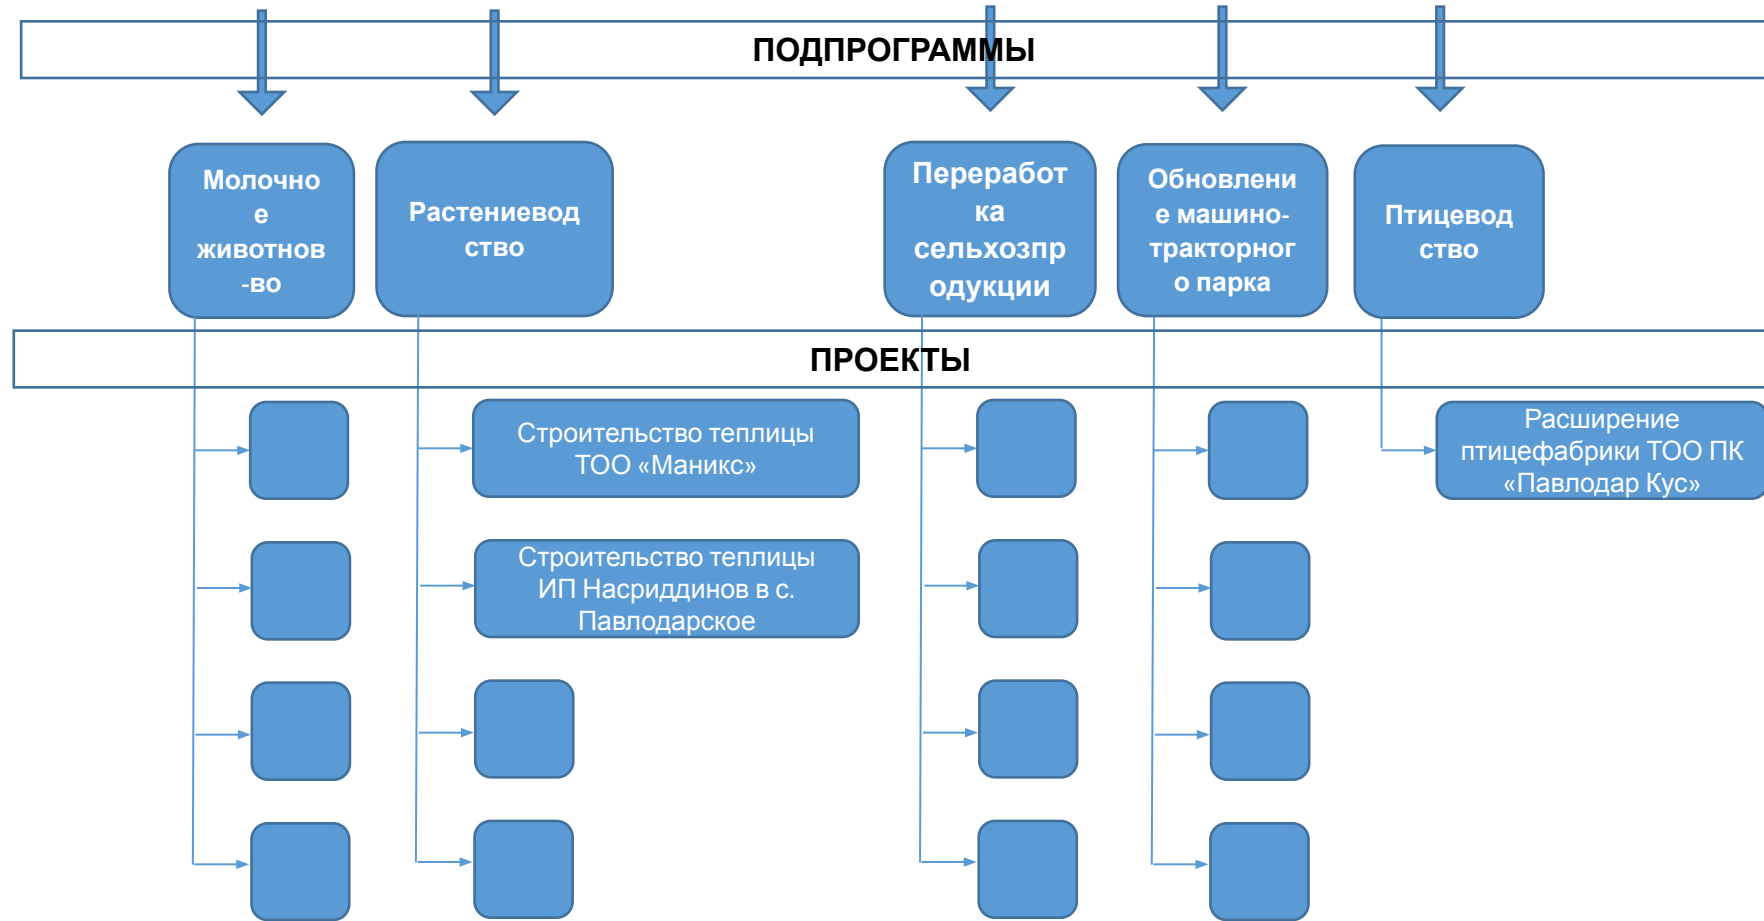 ПОДПРОГРАММЫ
Молочно
е
животнов
-во
Растениевод
ство
Переработ
ка
сельхозпр
одукции
Обновлени
е машино-
тракторног
о парка
Птицевод
ство
ПРОЕКТЫ
Строительство теплицы
ТОО «Маникс»
Расширение
птицефабрики ТОО ПК
«Павлодар Кус»
Строительство теплицы
ИП Насриддинов в с.
Павлодарское